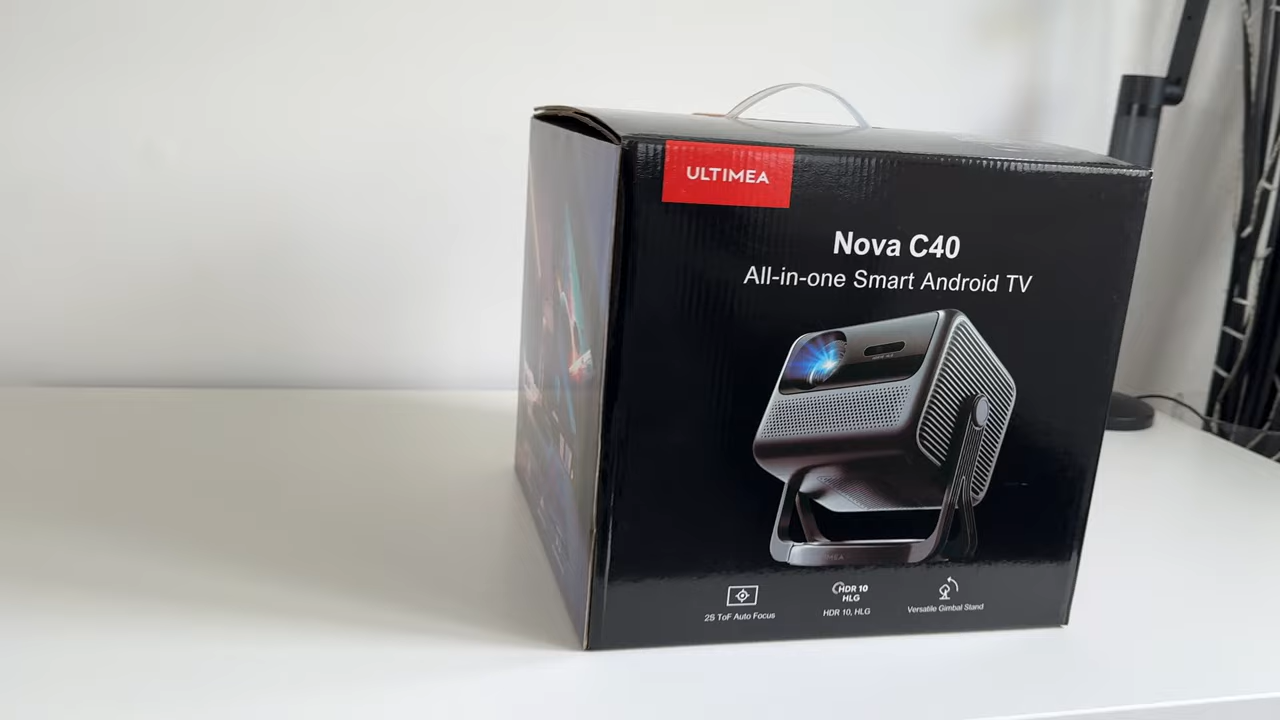 ULTIMEA
Nova C40
All-in-one Smart Android TV
2S ToF Auto Focus
HDR 10
HLG
HDR 10, HLG
Versatile Gimbal Stand